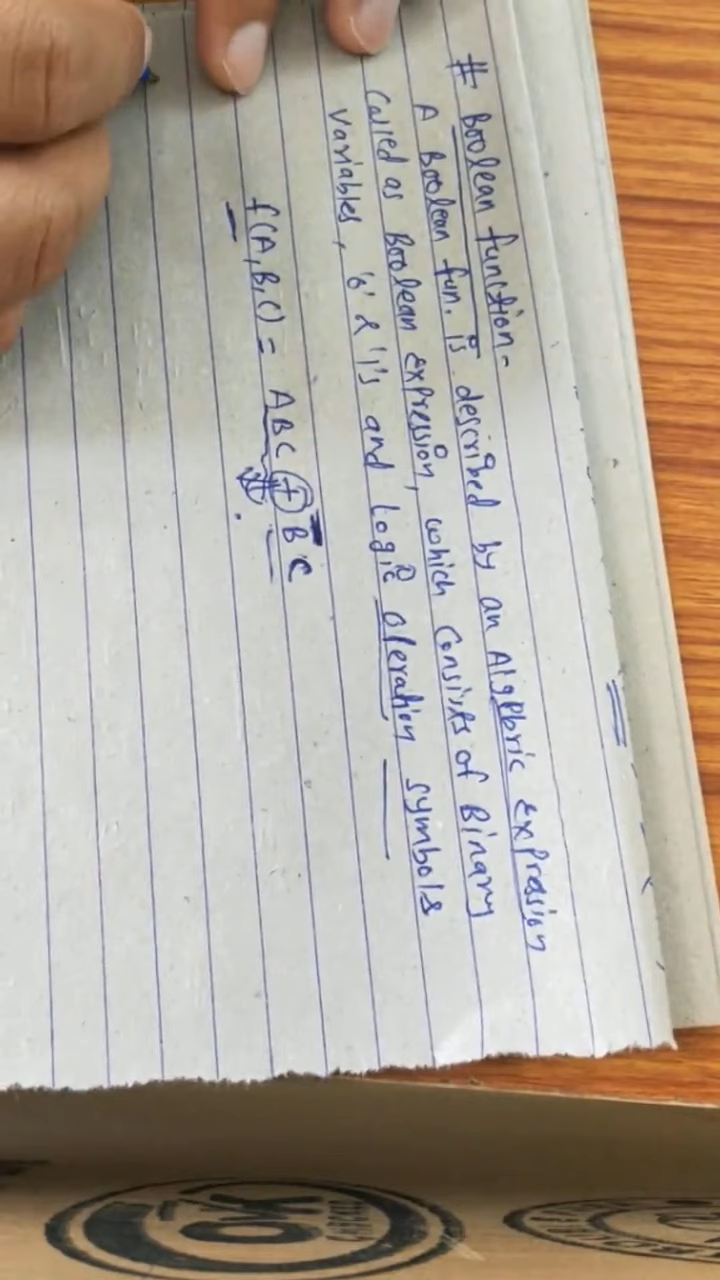 # Boolean function-
A Boolean fun. is described by an Algebric expression
Called as Boolean expression, which consists of Binary
variables, '0' & '1's and Logic operation symbols
f(A,B,C) = ABC + B̅C
OK